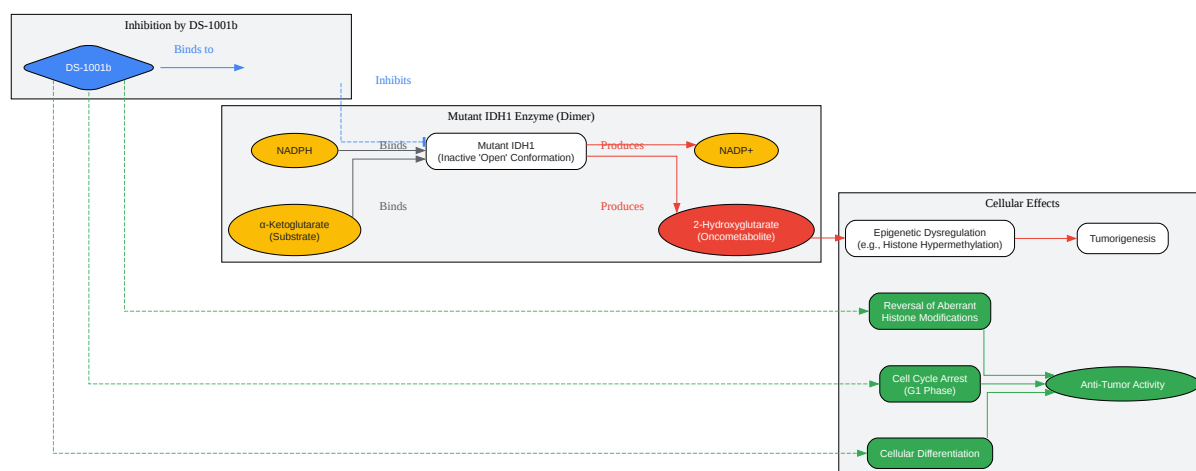 Inhibition by DS-1001b
DS-1001b
Binds to
Inhibits
Mutant IDH1 Enzyme (Dimer)
NADPH
Binds
Mutant IDH1
(Inactive 'Open' Conformation)
Produces
NADP+
α-Ketoglutarate
(Substrate)
Binds
Produces
2-Hydroxyglutarate
(Oncometabolite)
Cellular Effects
Epigenetic Dysregulation
(e.g., Histone Hypermethylation)
Tumorigenesis
Reversal of Aberrant
Histone Modifications
Cell Cycle Arrest
(G1 Phase)
Anti-Tumor Activity
Cellular Differentiation